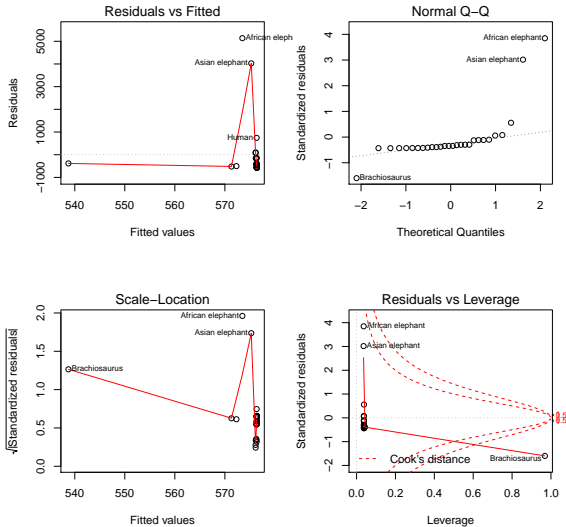 Residuals vs Fitted
Residuals
5000
3000
1000
−1000
African eleph
Asian elephant
Human
540
550
560
570
Fitted values
Normal Q−Q
Standardized residuals
4
3
2
1
0
−1
African elephant
Asian elephant
Brachiosaurus
−2
−1
0
1
2
Theoretical Quantiles
Scale−Location
√|Standardized residuals|
2.0
1.5
1.0
0.5
0.0
African elephant
Asian elephant
Brachiosaurus
540
550
560
570
Fitted values
Residuals vs Leverage
Standardized residuals
4
3
2
1
0
−1
−2
African elephant
Asian elephant
Brachiosaurus
Cook's distance
0.0
0.2
0.4
0.6
0.8
1.0
Leverage